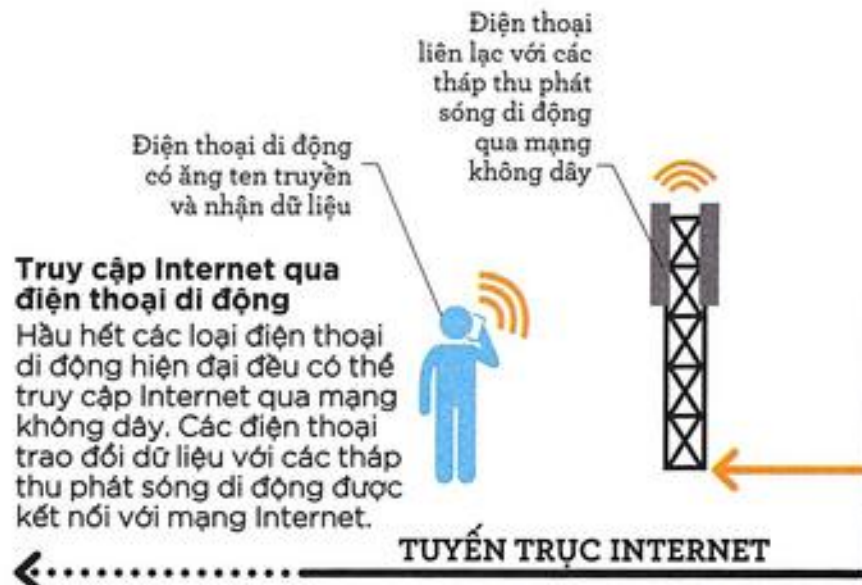 Điện thoại
liên lạc với các
tháp thu phát
sóng di động
qua mạng
không dây
Điện thoại di động
có ăng ten truyền
và nhận dữ liệu
Truy cập Internet qua
điện thoại di động
Hầu hết các loại điện thoại
di động hiện đại đều có thể
truy cập Internet qua mạng
không dây. Các điện thoại
trao đổi dữ liệu với các tháp
thu phát sóng di động được
kết nối với mạng Internet.
TUYẾN TRỤC INTERNET